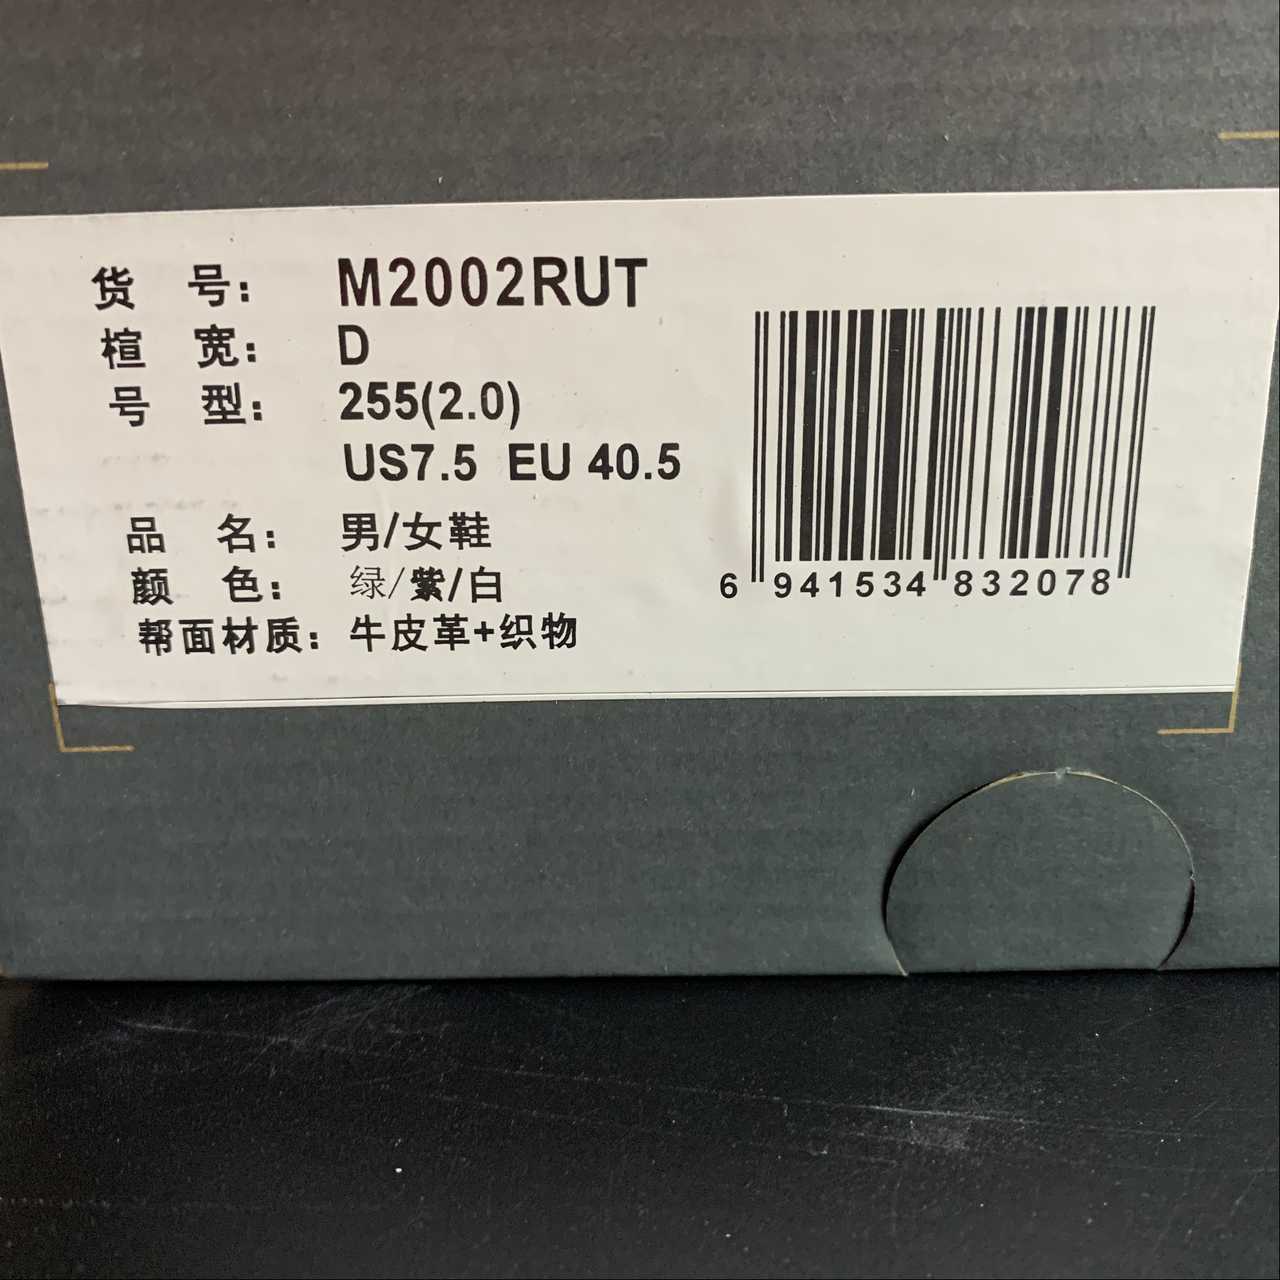 货 号： M2002RUT
楦 宽： D
号 型： 255(2.0)
US7.5 EU 40.5
品 名： 男/女鞋
颜 色： 绿/紫/白
帮面材质： 牛皮革+织物
6 941534 832078